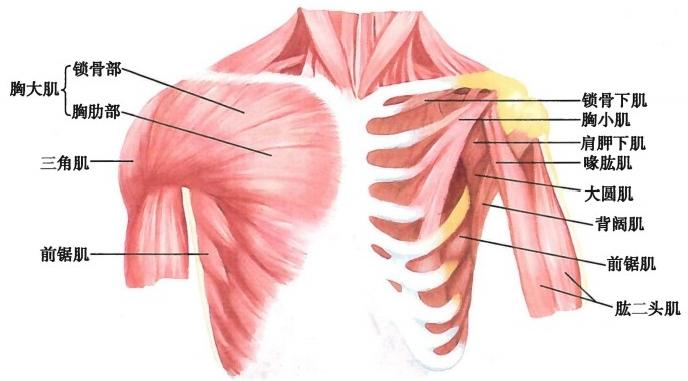 锁骨部
胸大肌
胸肋部
三角肌
前锯肌
锁骨下肌
胸小肌
肩胛下肌
喙肱肌
大圆肌
背阔肌
前锯肌
肱二头肌